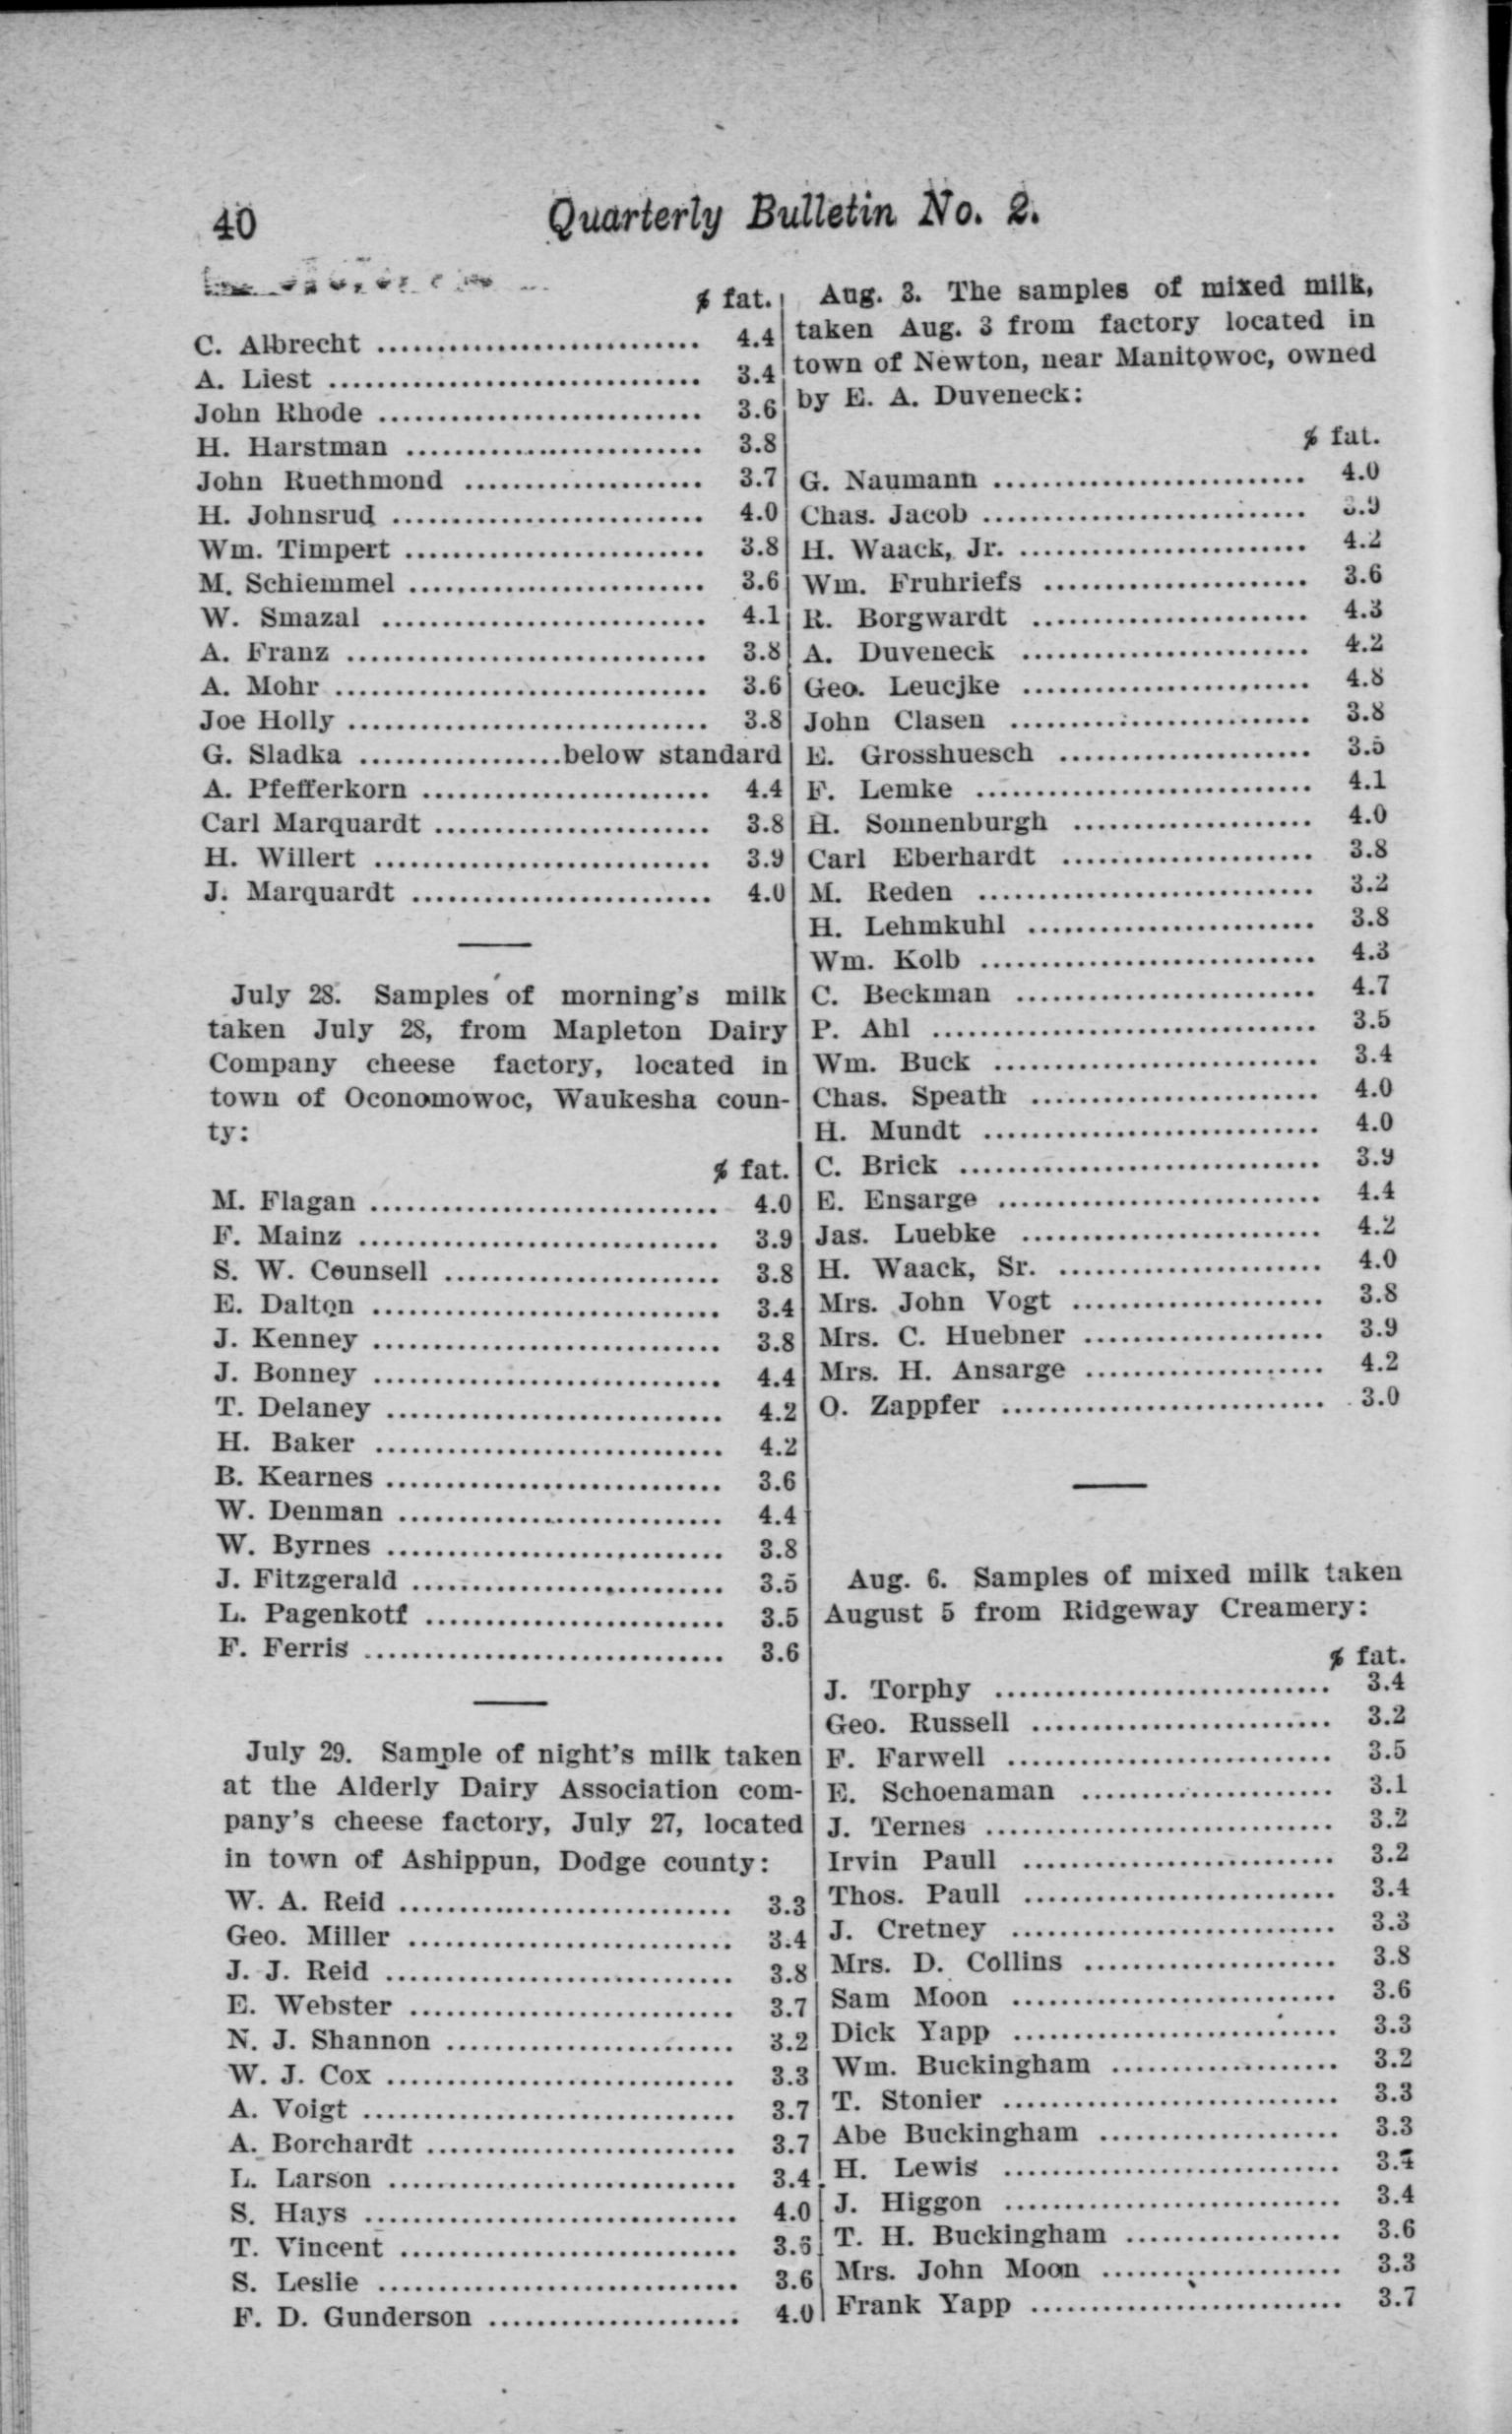 40
Quarterly Bulletin No. 2.
% fat.
C. Albrecht ........................... 4.4
A. Liest ............................... 3.4
John Rhode ........................... 3.6
H. Harstman ......................... 3.8
John Ruethmond .................... 3.7
H. Johnsrud .......................... 4.0
Wm. Timpert ......................... 3.8
M. Schiemmel ......................... 3.6
W. Smazal ........................... 4.1
A. Franz .............................. 3.8
A. Mohr ............................... 3.6
Joe Holly .............................. 3.8
G. Sladka .................below standard
A. Pfefferkorn ........................ 4.4
Carl Marquardt ....................... 3.8
H. Willert ............................ 3.9
J. Marquardt ......................... 4.0
July 28. Samples of morning's milk
taken July 28, from Mapleton Dairy
Company cheese factory, located in
town of Oconomowoc, Waukesha coun-
ty:
% fat.
M. Flagan ............................. 4.0
F. Mainz .............................. 3.9
S. W. Counsell ....................... 3.8
E. Dalton ............................. 3.4
J. Kenney ............................. 3.8
J. Bonney ............................. 4.4
T. Delaney ............................ 4.2
H. Baker ............................. 4.2
B. Kearnes ............................ 3.6
W. Denman ........................... 4.4
W. Byrnes ............................ 3.8
J. Fitzgerald .......................... 3.5
L. Pagenkotf ......................... 3.5
F. Ferris .............................. 3.6
July 29. Sample of night's milk taken
at the Alderly Dairy Association com-
pany's cheese factory, July 27, located
in town of Ashippun, Dodge county:
W. A. Reid ............................ 3.3
Geo. Miller ........................... 3.4
J. J. Reid ............................. 3.8
E. Webster ........................... 3.7
N. J. Shannon ........................ 3.2
W. J. Cox ............................. 3.3
A. Voigt ............................... 3.7
A. Borchardt .......................... 3.7
L. Larson ............................. 3.4
S. Hays ............................... 4.0
T. Vincent ............................
S. Leslie .............................. 3.6
F. D. Gunderson ..................... 4.0
Aug. 3. The samples of mixed milk,
taken Aug. 3 from factory located in
town of Newton, near Manitowoc, owned
by E. A. Duveneck:
% fat.
G. Naumann .......................... 4.0
Chas. Jacob ........................... 3.9
H. Waack, Jr. ........................ 4.2
Wm. Fruhriefs ...................... 3.6
R. Borgwardt ....................... 4.3
A. Duveneck ........................ 4.2
Geo. Leucjke ........................ 4.8
John Clasen ......................... 3.8
E. Grosshuesch ..................... 3.5
F. Lemke ............................ 4.1
H. Sonnenburgh .................... 4.0
Carl Eberhardt ..................... 3.8
M. Reden ............................ 3.2
H. Lehmkuhl ........................ 3.8
Wm. Kolb ............................ 4.3
C. Beckman ......................... 4.7
P. Ahl ................................ 3.5
Wm. Buck ........................... 3.4
Chas. Speath ........................ 4.0
H. Mundt ............................ 4.0
C. Brick .............................. 3.9
E. Ensarge ........................... 4.4
Jas. Luebke ......................... 4.2
H. Waack, Sr. ...................... 4.0
Mrs. John Vogt ..................... 3.8
Mrs. C. Huebner .................... 3.9
Mrs. H. Ansarge .................... 4.2
O. Zappfer ........................... 3.0
Aug. 6. Samples of mixed milk taken
August 5 from Ridgeway Creamery:
% fat.
J. Torphy ............................ 3.4
Geo. Russell ......................... 3.2
F. Farwell ........................... 3.5
E. Schoenaman ..................... 3.1
J. Ternes ............................. 3.2
Irvin Paull .......................... 3.2
Thos. Paull .......................... 3.4
J. Cretney ........................... 3.3
Mrs. D. Collins ..................... 3.8
Sam Moon ........................... 3.6
Dick Yapp ........................... 3.3
Wm. Buckingham ................... 3.2
T. Stonier ............................ 3.3
Abe Buckingham .................... 3.3
H. Lewis ............................ 3.4
J. Higgon ............................ 3.4
T. H. Buckingham .................. 3.6
Mrs. John Moon .................... 3.3
Frank Yapp .......................... 3.7